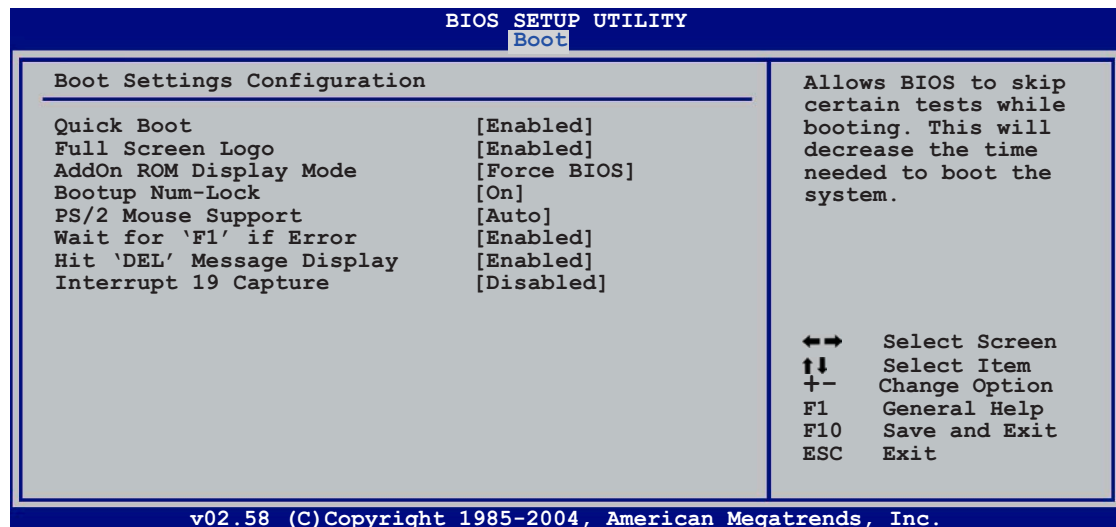 BIOS SETUP UTILITY
Boot
Boot Settings Configuration
Quick Boot [Enabled]
Full Screen Logo [Enabled]
AddOn ROM Display Mode [Force BIOS]
Bootup Num-Lock [On]
PS/2 Mouse Support [Auto]
Wait for ‘F1’ if Error [Enabled]
Hit ‘DEL’ Message Display [Enabled]
Interrupt 19 Capture [Disabled]
Allows BIOS to skip
certain tests while
booting. This will
decrease the time
needed to boot the
system.
←→ Select Screen
↑↓ Select Item
+- Change Option
F1 General Help
F10 Save and Exit
ESC Exit
v02.58 (C)Copyright 1985-2004, American Megatrends, Inc.